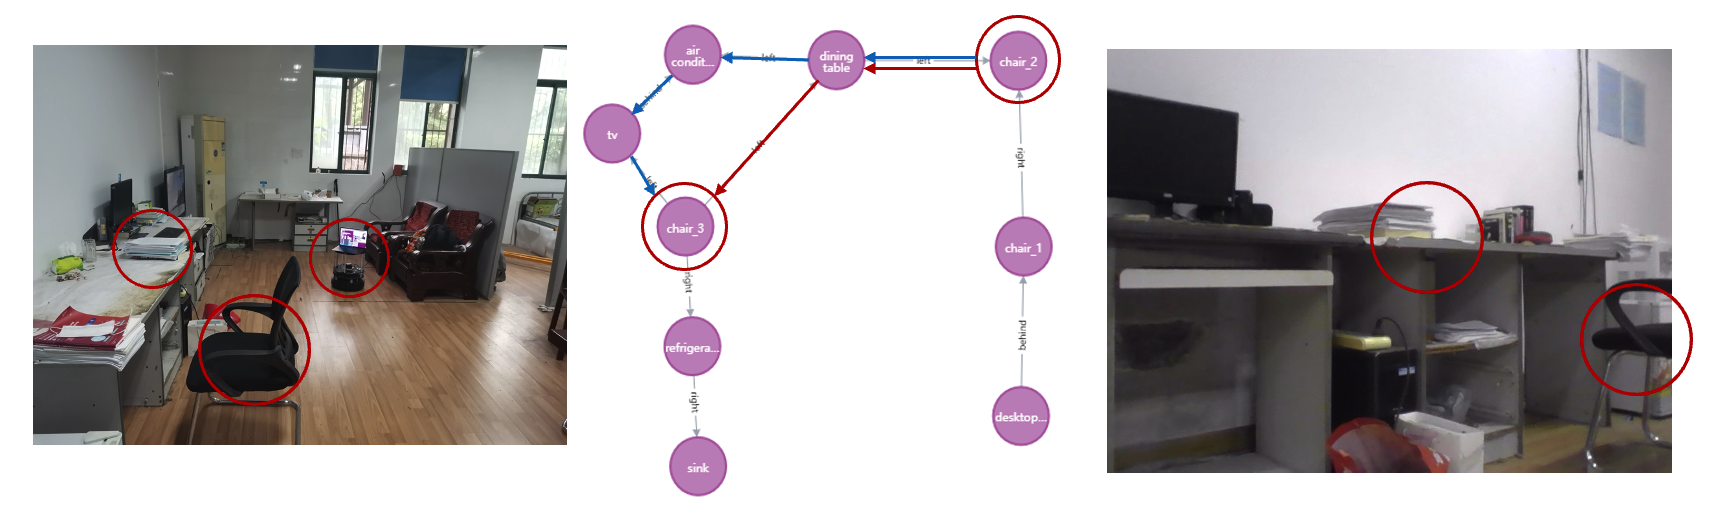 air
condit...
left
dining
table
left
chair_2
behind
tv
left
left
right
chair_3
chair_1
right
refrigera...
behind
right
desktop...
sink